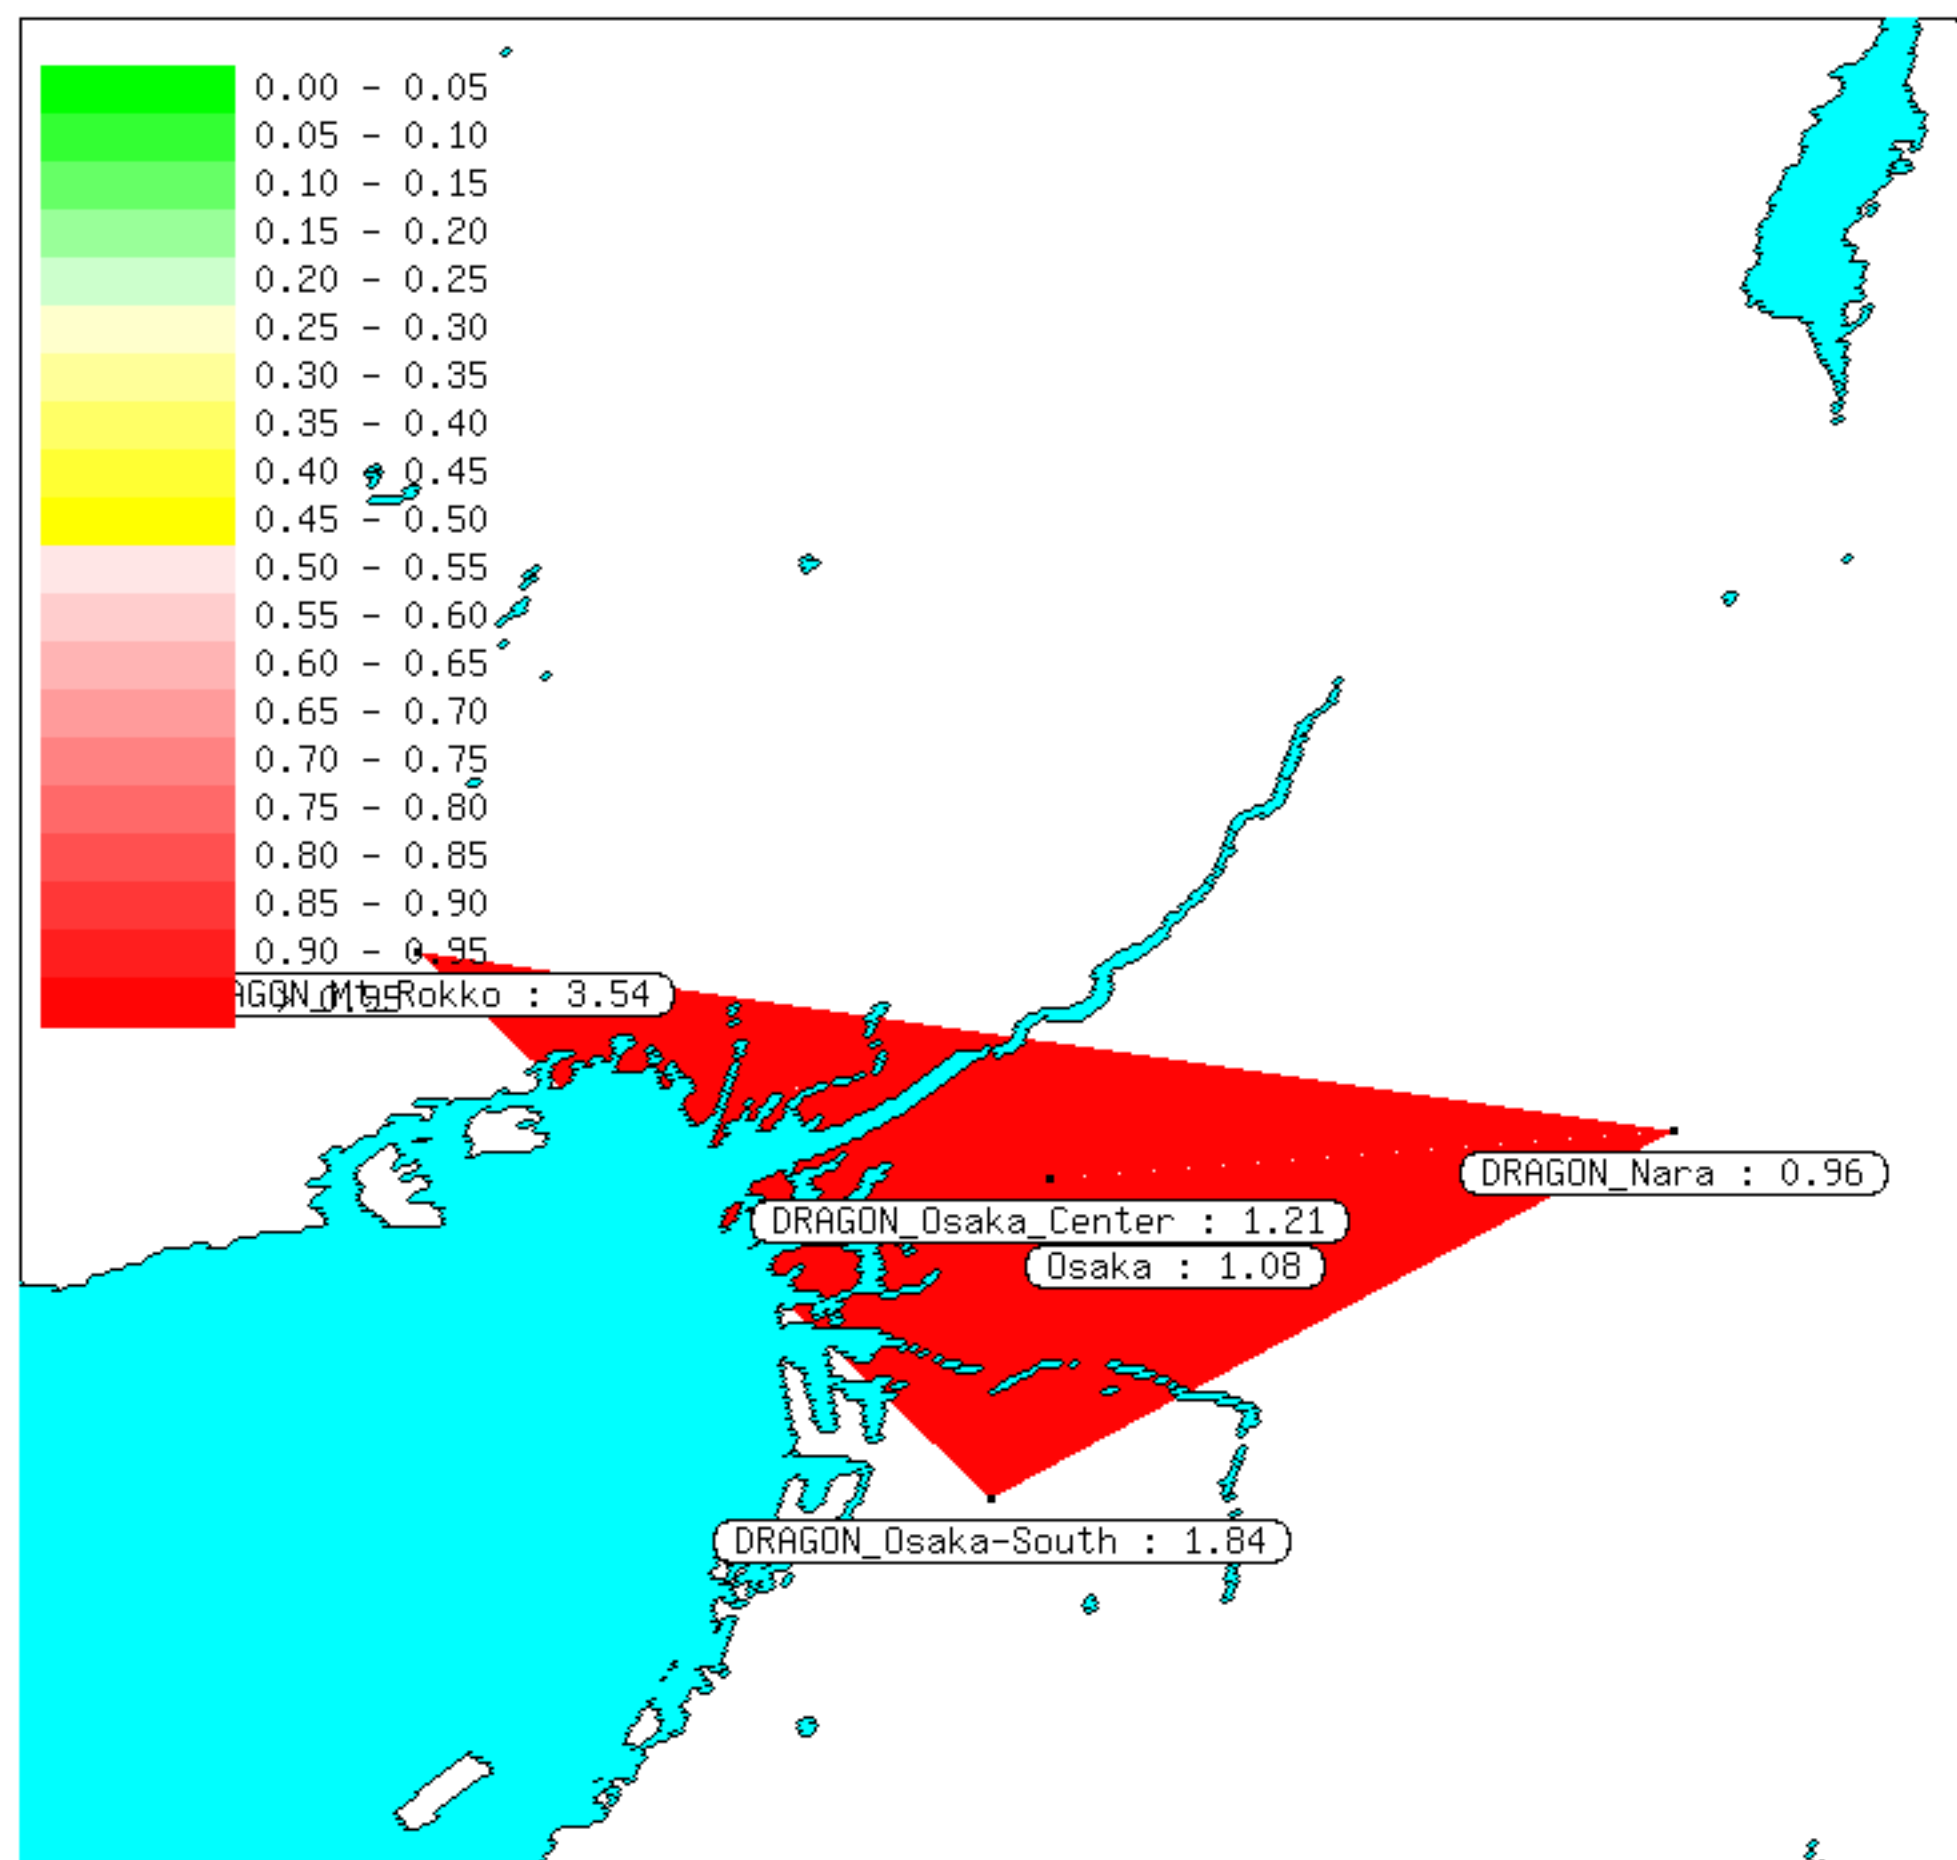 0.00 - 0.05
0.05 - 0.10
0.10 - 0.15
0.15 - 0.20
0.20 - 0.25
0.25 - 0.30
0.30 - 0.35
0.35 - 0.40
0.40 - 0.45
0.45 - 0.50
0.50 - 0.55
0.55 - 0.60
0.60 - 0.65
0.65 - 0.70
0.70 - 0.75
0.75 - 0.80
0.80 - 0.85
0.85 - 0.90
0.90 - 0.95
> 0.95
AGON_Mt_Rokko : 3.54
DRAGON_Nara : 0.96
DRAGON_Osaka_Center : 1.21
Osaka : 1.08
DRAGON_Osaka-South : 1.84